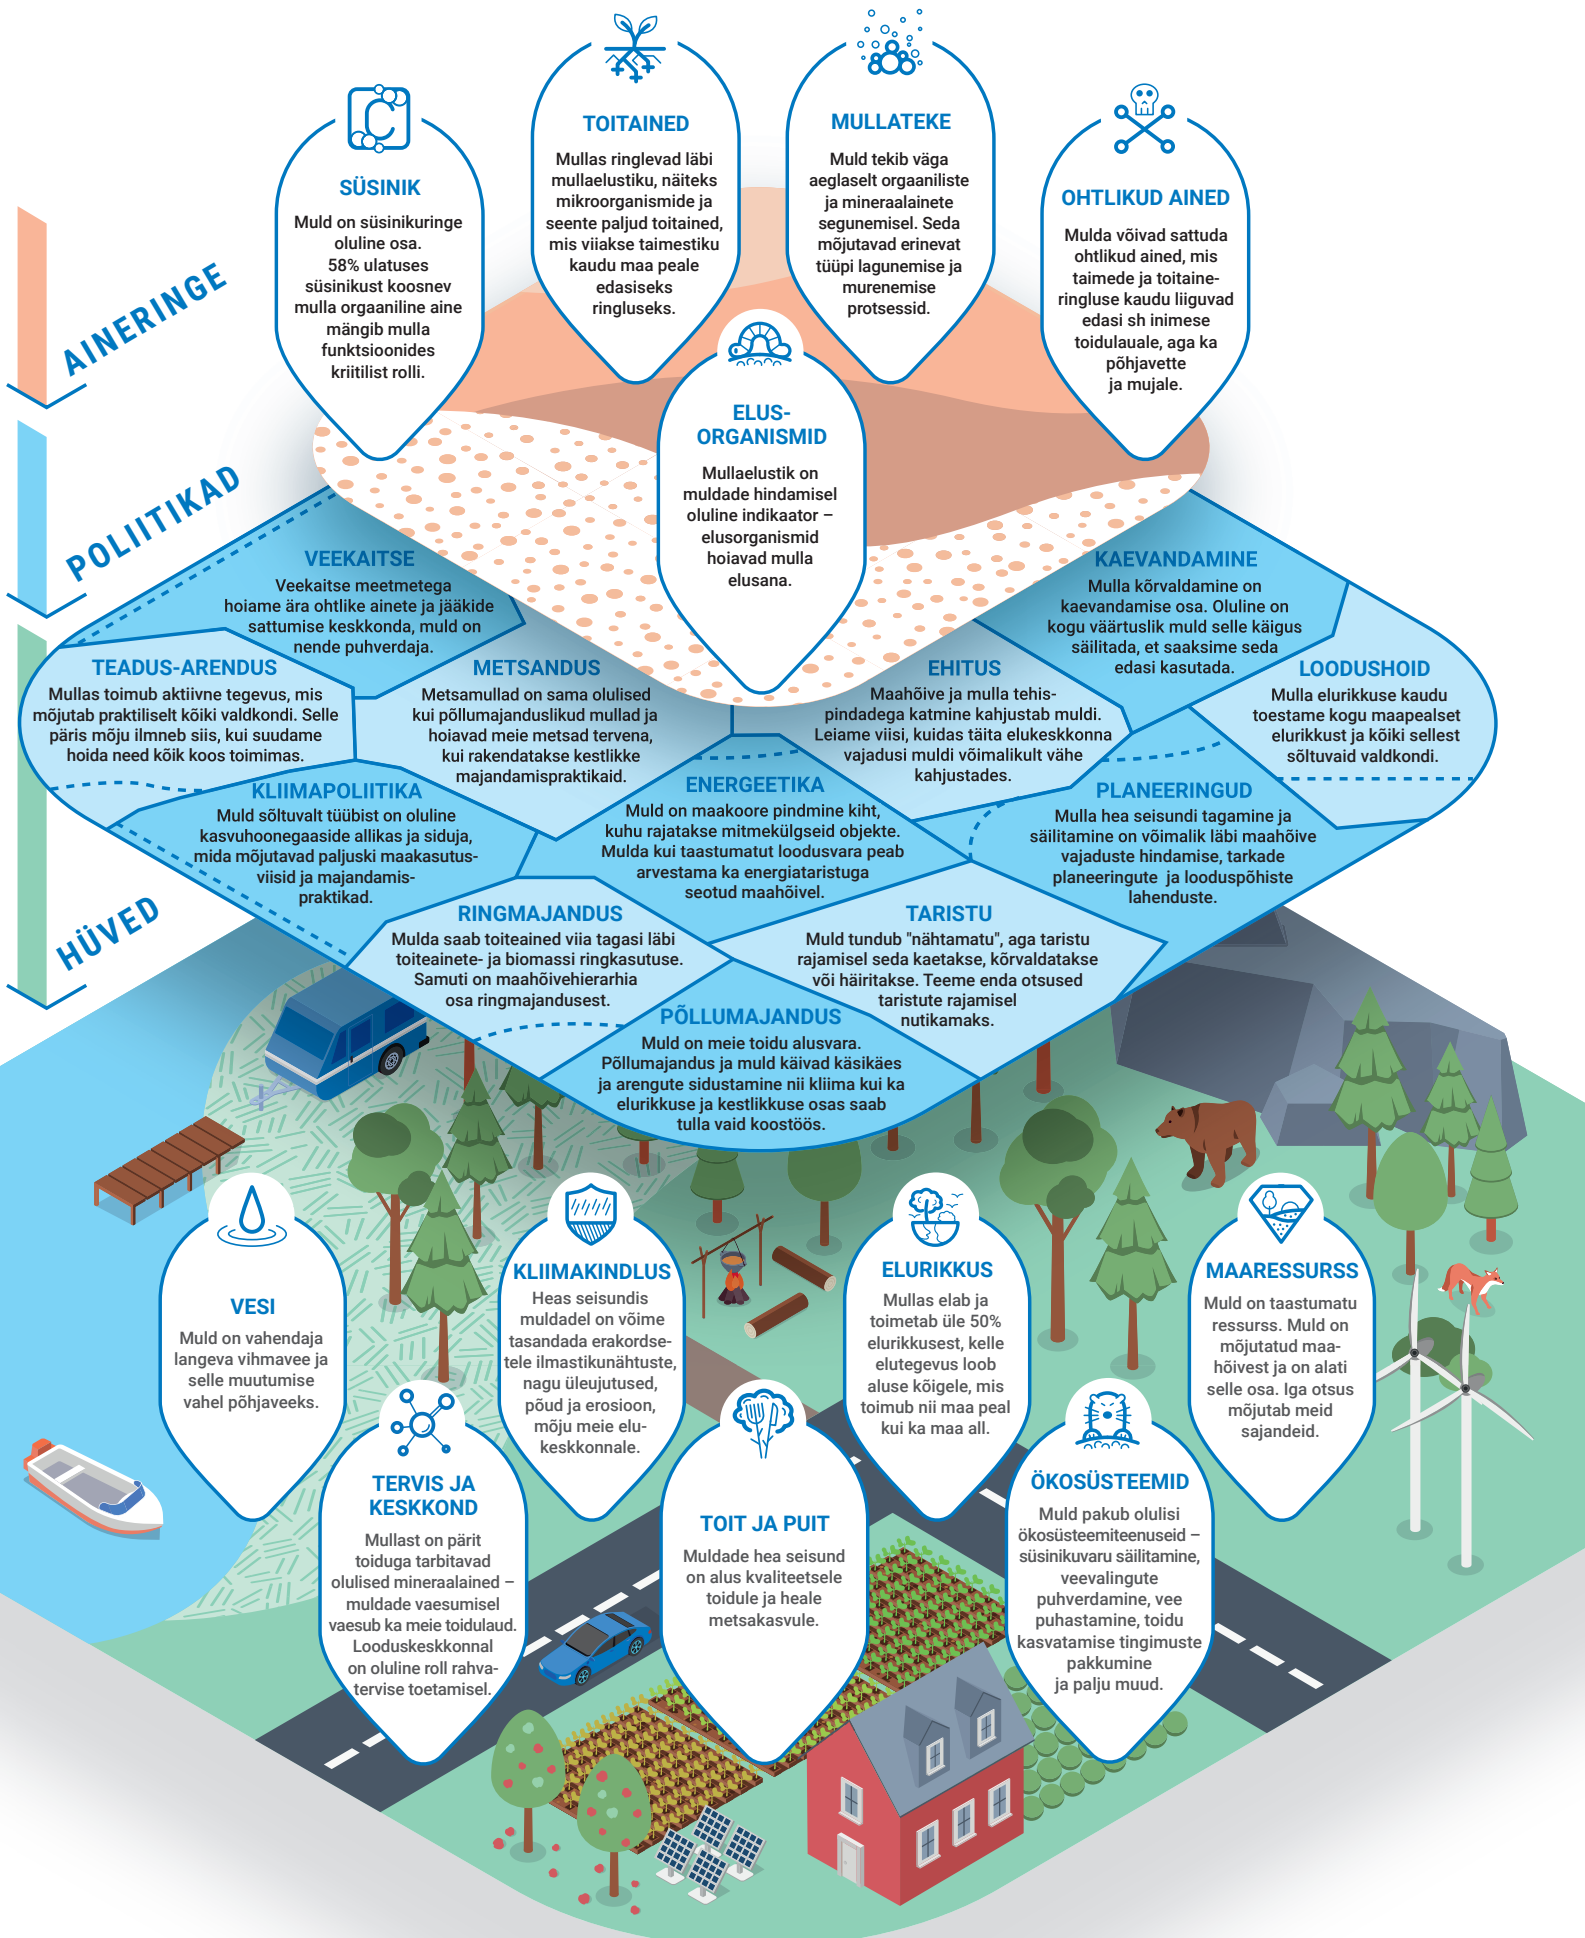 AINERINGE
SÜSINIK
Muld on süsinikuringe
oluline osa.
58% ulatuses
süsinikust koosnev
mulla orgaaniline aine
mängib mulla
funktsioonides
kriitilist rolli.
TOITAINED
Mullas ringlevad läbi
mullaelustiku, näiteks
mikroorganismide ja
seente paljud toitained,
mis viiakse taimestiku
kaudu maa peale
edasiseks
ringluseks.
MULLATEKE
Muld tekib väga
aeglaselt orgaaniliste
ja mineraalainete
segunemisel. Seda
mõjutavad erinevat
tüüpi lagunemise ja
murenemise
protsessid.
OHTLIKUD AINED
Mulda võivad sattuda
ohtlikud ained, mis
taimede ja toitaine-
ringluse kaudu liiguvad
edasi sh inimese
toidulauale, aga ka
põhjavette
ja mujale.
ELUS-
ORGANISMID
Mullaelustik on
muldade hindamisel
oluline indikaator –
elusorganismid
hoiavad mulla
elusana.
POLIITIKAD
VEEKAITSE
Veekaitse meetmetega
hoiame ära ohtlike ainete ja jääkide
sattumise keskkonda, muld on
nende puhverdaja.
KAEVANDAMINE
Mulla kõrvaldamine on
kaevandamise osa. Oluline on
kogu väärtuslik muld selle käigus
säilitada, et saaksime seda
edasi kasutada.
TEADUS-ARENDUS
Mullas toimub aktiivne tegevus, mis
mõjutab praktiliselt kõiki valdkondi. Selle
päris mõju ilmneb siis, kui suudame
hoida need kõik koos toimimas.
METSANDUS
Metsamullad on sama olulised
kui põllumajanduslikud mullad ja
hoiavad meie metsad tervena,
kui rakendatakse kestlikke
majandamispraktikaid.
EHITUS
Maahõive ja mulla tehis-
pindadega katmine kahjustab muldi.
Leiame viisi, kuidas täita elukeskkonna
vajadusi muldi võimalikult vähe
kahjustades.
LOODUSHOID
Mulla elurikkuse kaudu
toestame kogu maapealset
elurikkust ja kõiki sellest
sõltuvaid valdkondi.
KLIIMAPOLIITIKA
Muld sõltuvalt tüübist on oluline
kasvuhoonegaaside allikas ja siduja,
mida mõjutavad paljuski maakasutus-
viisid ja majandamis-
praktikad.
ENERGEETIKA
Muld on maakoore pindmine kiht,
kuhu rajatakse mitmekülgseid objekte.
Mulda kui taastumatut loodusvara peab
arvestama ka energiataristuga
seotud maahõivel.
PLANEERINGUD
Mulla hea seisundi tagamine ja
säilitamine on võimalik läbi maahõive
vajaduste hindamise, tarkade
planeeringute ja looduspõhiste
lahenduste.
RINGMAJANDUS
Mulda saab toiteained viia tagasi läbi
toiteainete- ja biomassi ringkasutuse.
Samuti on maahõivehierarhia
osa ringmajandusest.
TARISTU
Muld tundub "nähtamatu", aga taristu
rajamisel seda kaetakse, kõrvaldatakse
või häiritakse. Teeme enda otsused
taristute rajamisel
nutikamaks.
PÕLLUMAJANDUS
Muld on meie toidu alusvara.
Põllumajandus ja muld käivad käsikäes
ja arengute sidustamine nii kliima kui ka
elurikkuse ja kestlikkuse osas saab
tulla vaid koostöös.
HÜVED
VESI
Muld on vahendaja
langeva vihmavee ja
selle muutumise
vahel põhjaveeks.
KLIIMAKINDLUS
Heas seisundis
muldadel on võime
tasandada erakordse-
tele ilmastikunähtuste,
nagu üleujutused,
põud ja erosioon,
mõju meie elu-
keskkonnale.
ELURIKKUS
Mullas elab ja
toimetab üle 50%
elurikkusest, kelle
elutegevus loob
aluse kõigele, mis
toimub nii maa peal
kui ka maa all.
MAARESSURSS
Muld on taastumatu
ressurss. Muld on
mõjutatud maa-
hõivest ja on alati
selle osa. Iga otsus
mõjutab meid
sajandeid.
TERVIS JA
KESKKOND
Mullast on pärit
toiduga tarbitavad
olulised mineraalained –
muldade vaesumisel
vaesub ka meie toidulaud.
Looduskeskkonnal
on oluline roll rahva-
tervise toetamisel.
TOIT JA PUIT
Muldade hea seisund
on alus kvaliteetsele
toidule ja heale
metsakasvule.
ÖKOSÜSTEEMID
Muld pakub olulisi
ökosüsteemiteenuseid –
süsinikuvaru säilitamine,
veevalingute
puhverdamine, vee
puhastamine, toidu
kasvatamise tingimuste
pakkumine
ja palju muud.